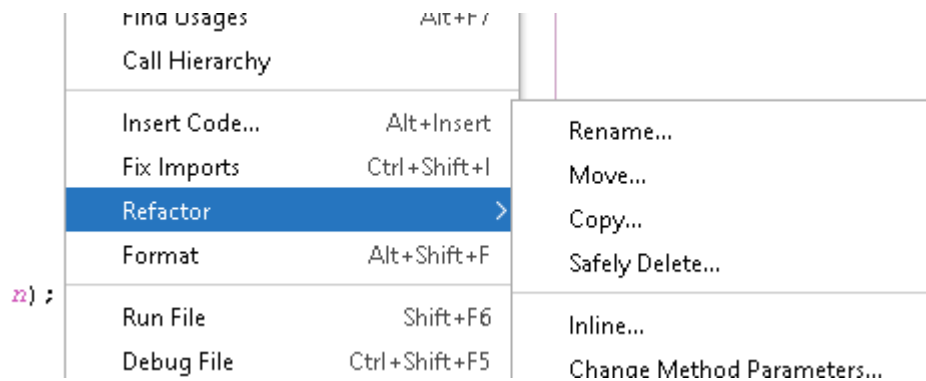 Find Usages Alt+F7
Call Hierarchy
Insert Code... Alt+Insert
Fix Imports Ctrl+Shift+I
Refactor
Format Alt+Shift+F
n) ;
Run File Shift+F6
Debug File Ctrl+Shift+F5
Rename...
Move...
Copy...
Safely Delete...
Inline...
Change Method Parameters...